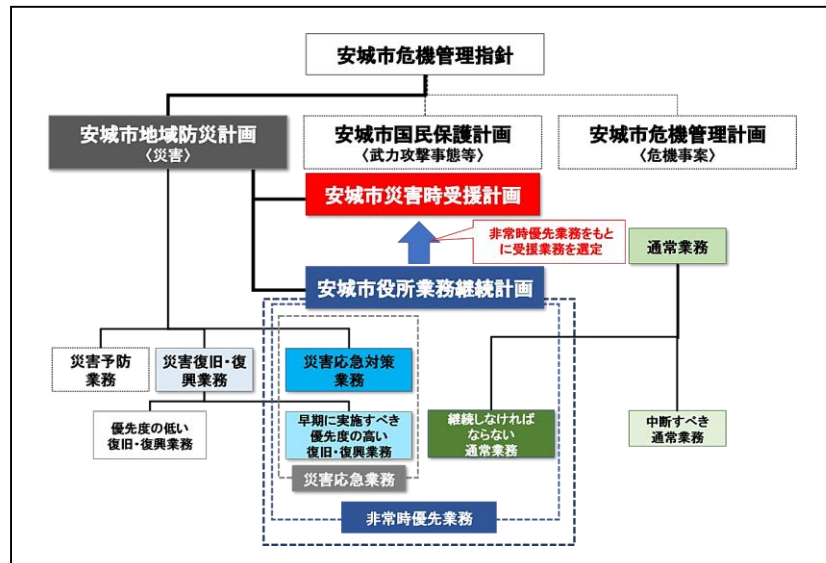 安城市危機管理指針
安城市地域防災計画
〈災害〉
安城市国民保護計画
〈武力攻撃事態等〉
安城市危機管理計画
〈危機事案〉
安城市災害時受援計画
非常時優先業務をもと
に受援業務を選定
通常業務
安城市役所業務継続計画
災害予防
業務
災害復旧・復
興業務
災害応急対策
業務
優先度の低い
復旧・復興業務
早期に実施すべき
優先度の高い
復旧・復興業務
継続しなければ
ならない
通常業務
中断すべき
通常業務
災害応急業務
非常時優先業務